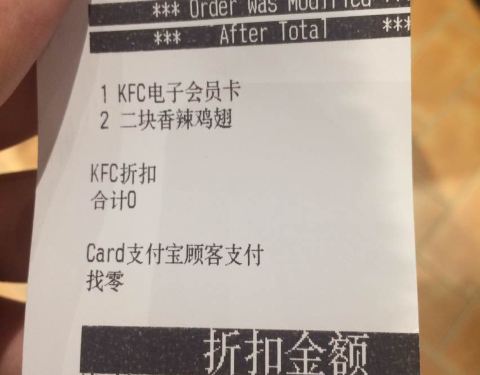 *** Order was Modified
*** After Total ***
1 KFC电子会员卡
2 二块香辣鸡翅
KFC折扣
合计0
Card支付宝顾客支付
找零
折扣金额